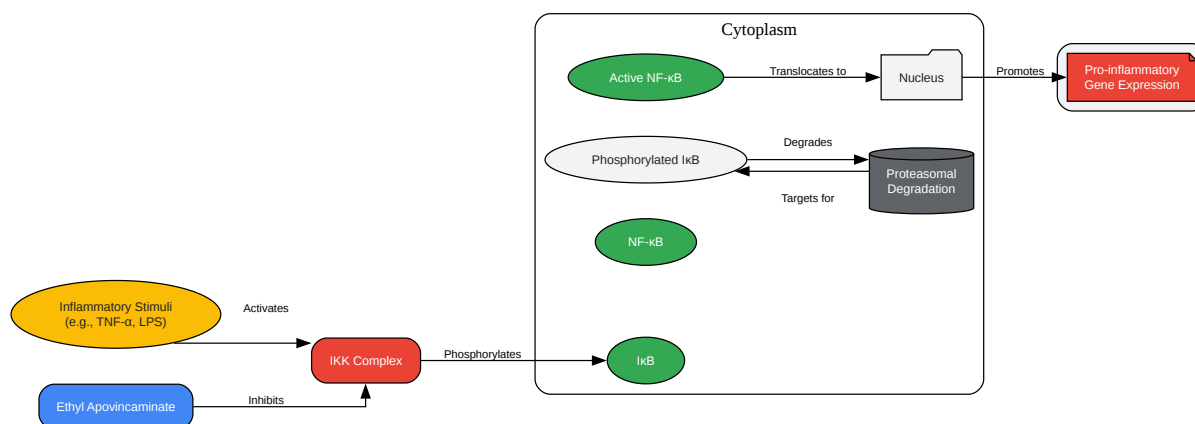 Cytoplasm
Active NF-κB
Translocates to
Nucleus
Promotes
Pro-inflammatory
Gene Expression
Phosphorylated IκB
Degrades
Proteasomal
Degradation
Targets for
NF-κB
Inflammatory Stimuli
(e.g., TNF-α, LPS)
Activates
IKK Complex
Phosphorylates
IκB
Ethyl Apovincaminate
Inhibits